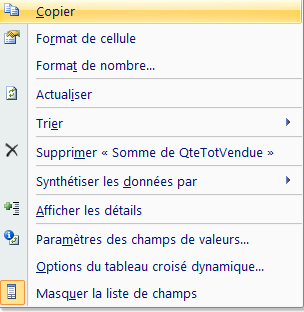 Copier
Format de cellule
Format de nombre...
Actualiser
Trier
Supprimer « Somme de QteTotVendue »
Synthétiser les données par
Afficher les détails
Paramètres des champs de valeurs...
Options du tableau croisé dynamique...
Masquer la liste de champs